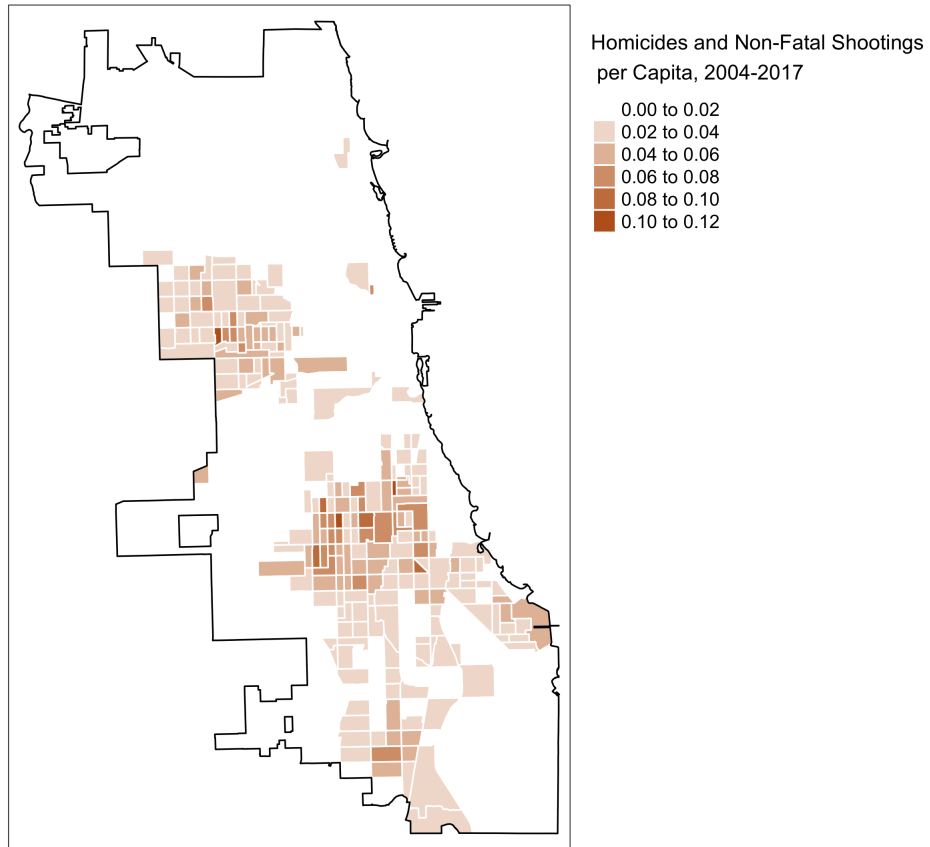 Homicides and Non-Fatal Shootings
per Capita, 2004-2017
0.00 to 0.02
0.02 to 0.04
0.04 to 0.06
0.06 to 0.08
0.08 to 0.10
0.10 to 0.12